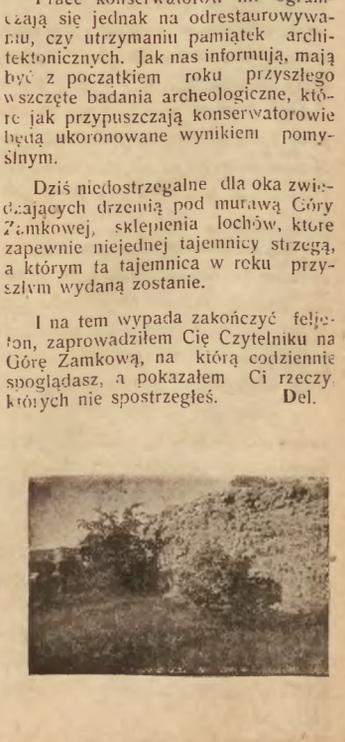 Prace konserwatorów nie ogran-
czają się jednak na odrestaurowywa-
niu, czy utrzymaniu pamiątek archi-
tektonicznych. Jak nas informują, mają
być z początkiem roku przyszłego
wszczęte badania archeologiczne, któ-
re jak przypuszczają konserwatorowie
będą ukoronowane wynikiem pomy-
ślnym.
Dziś niedostrzegalne dla oka zwie-
dzających drzemią pod murawą Góry
Zamkowej, sklepienia lochów, które
zapewnie niejednej tajemnicy strzegą,
a którym ta tajemnica w roku przy-
szłym wydaną zostanie.
I na tem wypada zakończyć felje-
ton, zaprowadziłem Cię Czytelniku na
Górę Zamkową, na którą codziennie
spoglądasz, a pokazałem Ci rzeczy
których nie spostrzegłeś. Del.